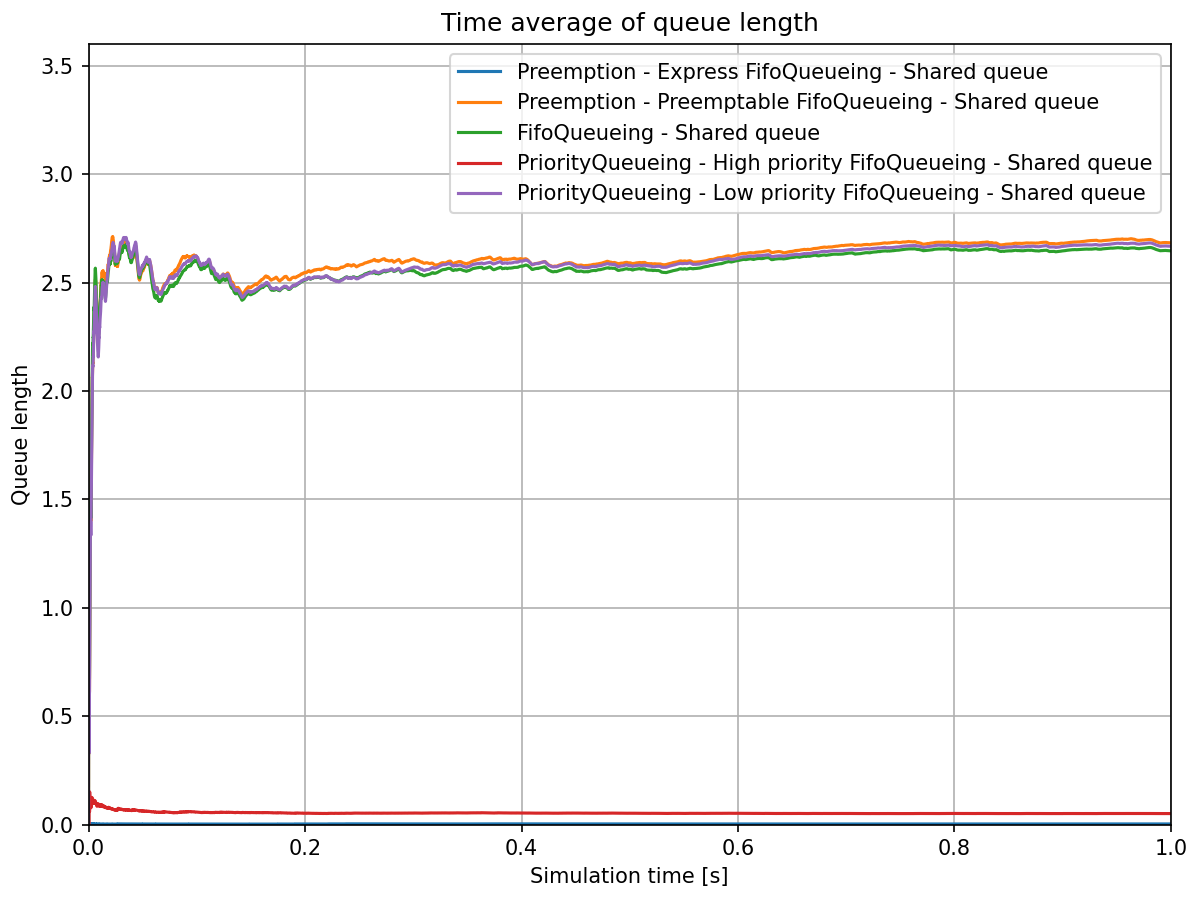 Time average of queue length
Preemption - Express FifoQueueing - Shared queue
Preemption - Preemptable FifoQueueing - Shared queue
FifoQueueing - Shared queue
PriorityQueueing - High priority FifoQueueing - Shared queue
PriorityQueueing - Low priority FifoQueueing - Shared queue
Queue length
3.5
3.0
2.5
2.0
1.5
1.0
0.5
0.0
0.0 0.2 0.4 0.6 0.8 1.0
Simulation time [s]